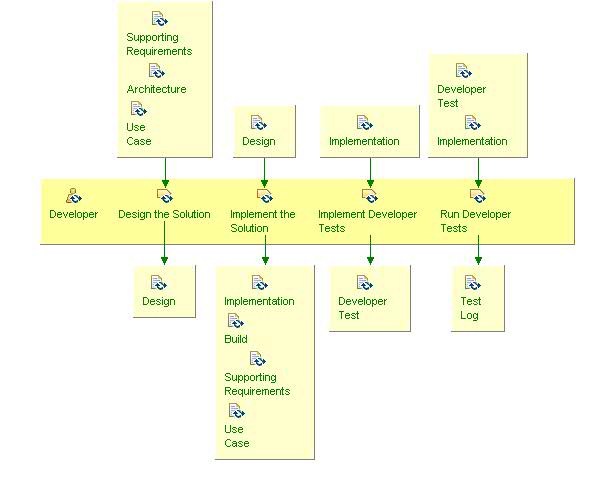 Supporting
Requirements
Architecture
Use
Case
Design
Implementation
Developer
Test
Implementation
Developer
Design the Solution
Implement the
Solution
Implement Developer
Tests
Run Developer
Tests
Design
Implementation
Build
Supporting
Requirements
Use
Case
Developer
Test
Test
Log